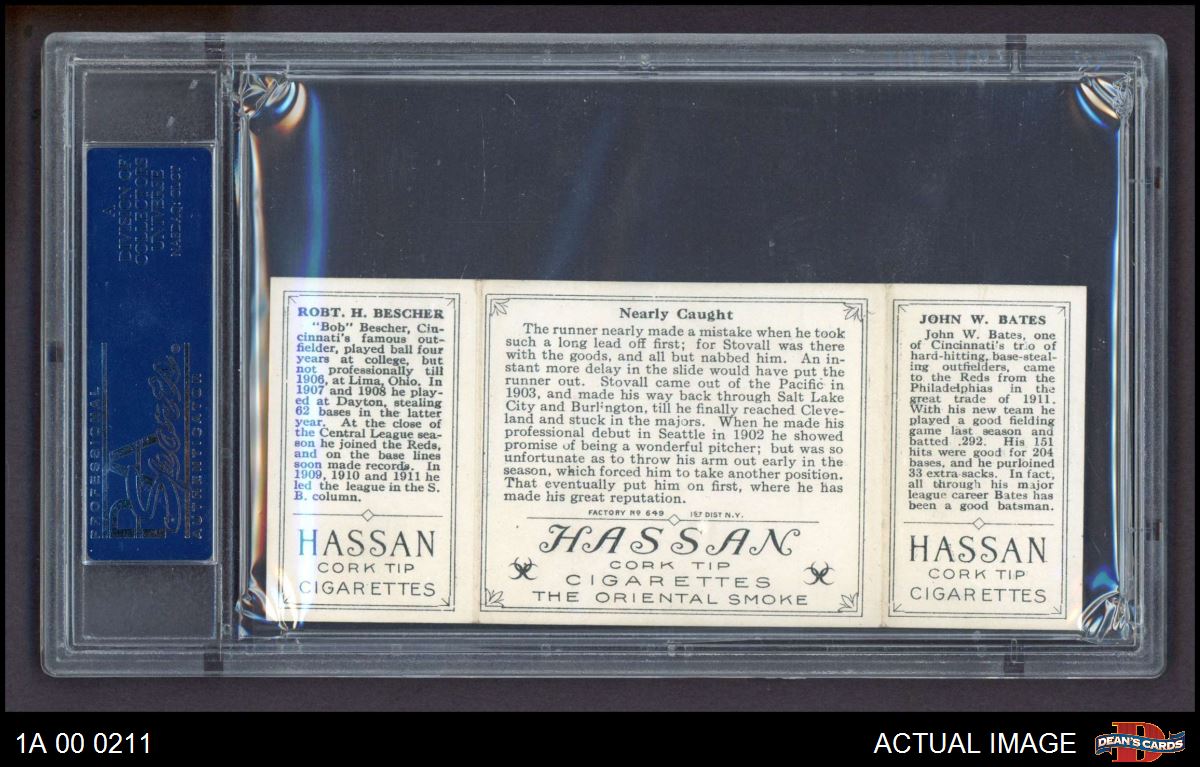 A
DIVISION OF
COLLECTORS
UNIVERSE
NASDAQ: CLCT
PROFESSIONAL
PSA
Sports
AUTHENTICATOR
ROBT. H. BESCHER
"Bob" Bescher, Cin-
cinnati's famous out-
fielder, played ball four
years at college, but
not professionally till
1906, at Lima, Ohio. In
1907 and 1908 he play-
ed at Dayton, stealing
62 bases in the latter
year. At the close of
the Central League sea-
son he joined the Reds,
and on the base lines
soon made records. In
1909, 1910 and 1911 he
led the league in the S.
B. column.
HASSAN
CORK TIP
CIGARETTES
Nearly Caught
The runner nearly made a mistake when he took
such a long lead off first; for Stovall was there
with the goods, and all but nabbed him. An in-
stant more delay in the slide would have put the
runner out. Stovall came out of the Pacific in
1903, and made his way back through Salt Lake
City and Burlington, till he finally reached Cleve-
land and stuck in the majors. When he made his
professional debut in Seattle in 1902 he showed
promise of being a wonderful pitcher; but was so
unfortunate as to throw his arm out early in the
season, which forced him to take another position.
That eventually put him on first, where he has
made his great reputation.
FACTORY Nº 649 1ST DIST N.Y.
HASSAN
CORK TIP
CIGARETTES
THE ORIENTAL SMOKE
JOHN W. BATES
John W. Bates, one
of Cincinnati's trio of
hard-hitting, base-steal-
ing outfielders, came
to the Reds from the
Philadelphias in the
great trade of 1911.
With his new team he
played a good fielding
game last season and
batted .292. His 151
hits were good for 204
bases, and he purloined
33 extra sacks. In fact,
all through his major
league career Bates has
been a good batsman.
HASSAN
CORK TIP
CIGARETTES
1A 00 0211
ACTUAL IMAGE
D
DEAN'S CARDS